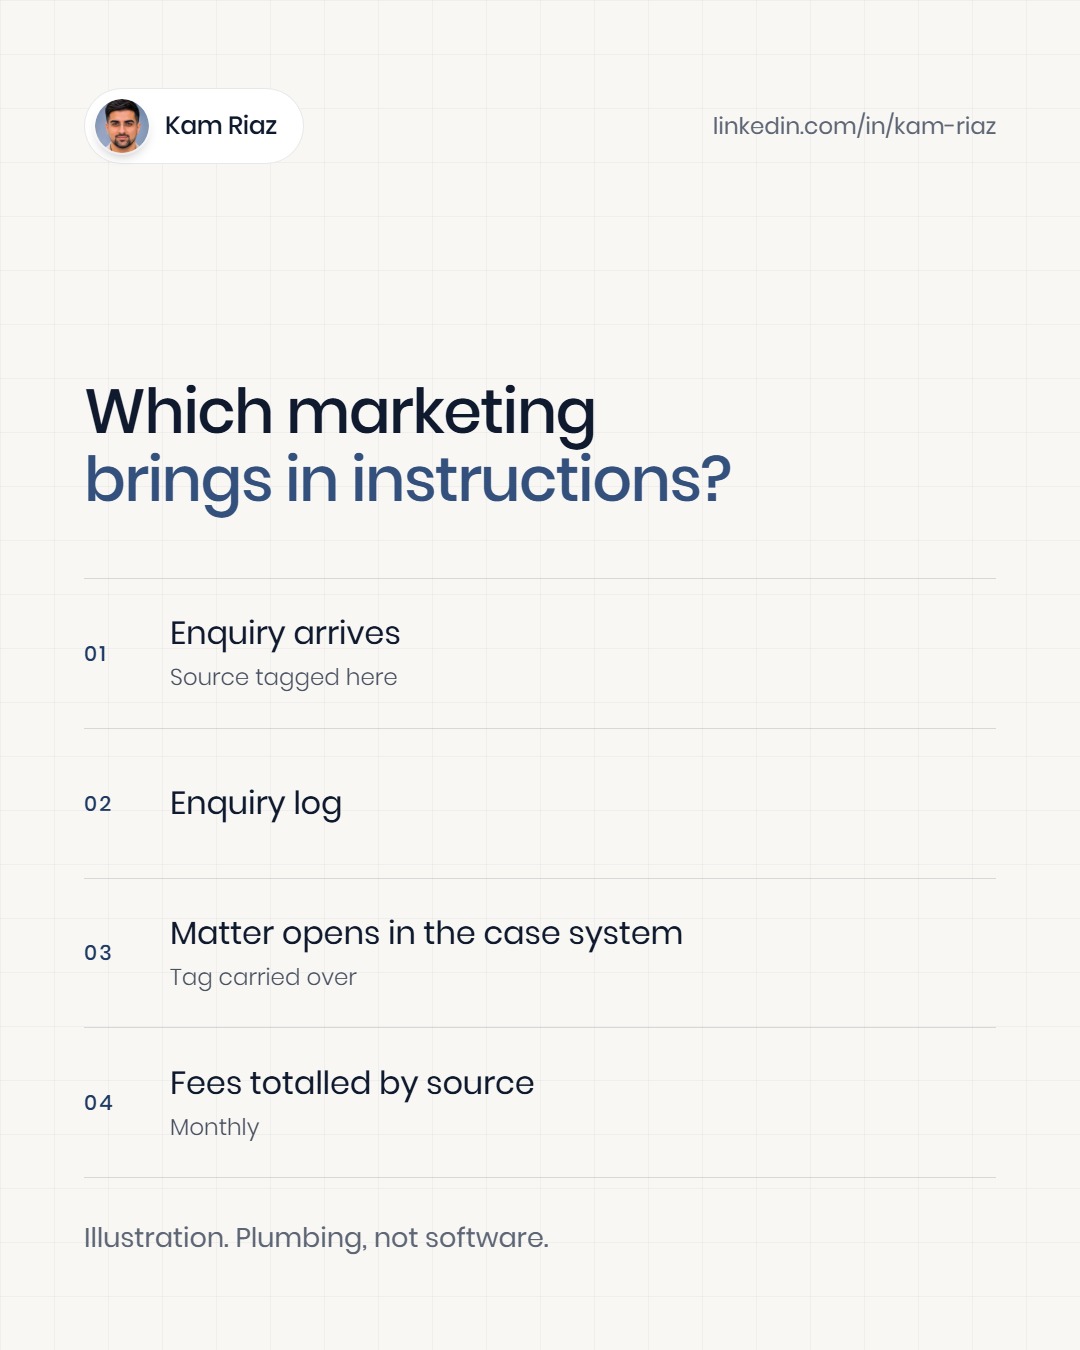 Kam Riaz
linkedin.com/in/kam-riaz
Which marketing
brings in instructions?
01
Enquiry arrives
Source tagged here
02
Enquiry log
03
Matter opens in the case system
Tag carried over
04
Fees totalled by source
Monthly
Illustration. Plumbing, not software.